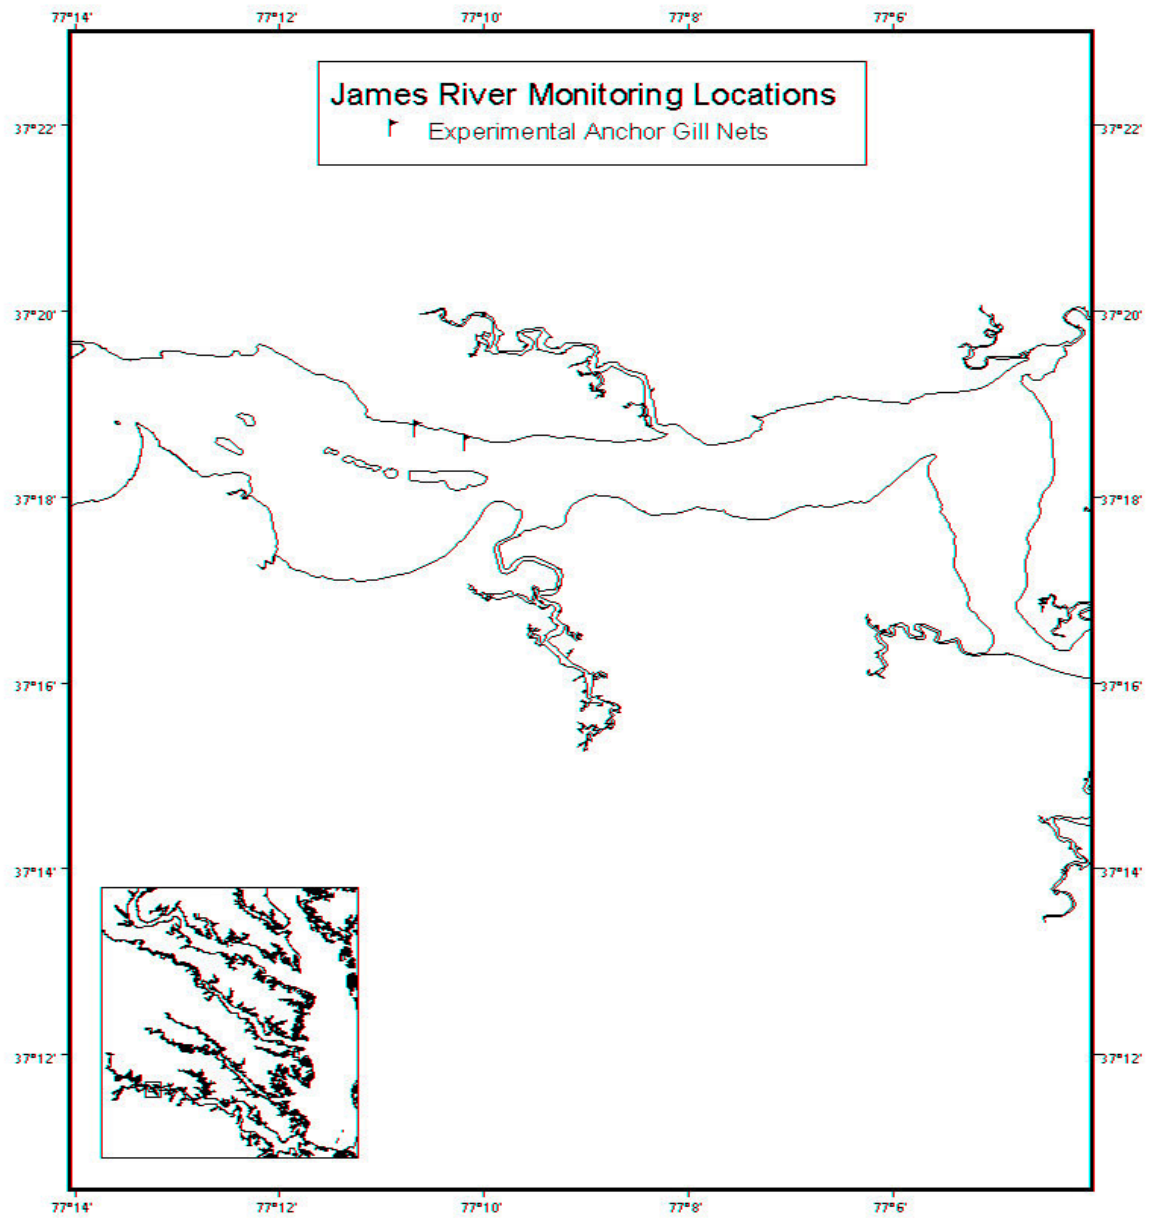 77°14' 77°12' 77°10' 77°8' 77°6'
James River Monitoring Locations
Experimental Anchor Gill Nets
37°22' 37°22'
37°20' 37°20'
37°18' 37°18'
37°16' 37°16'
37°14' 37°14'
37°12' 37°12'
77°14' 77°12' 77°10' 77°8' 77°6'